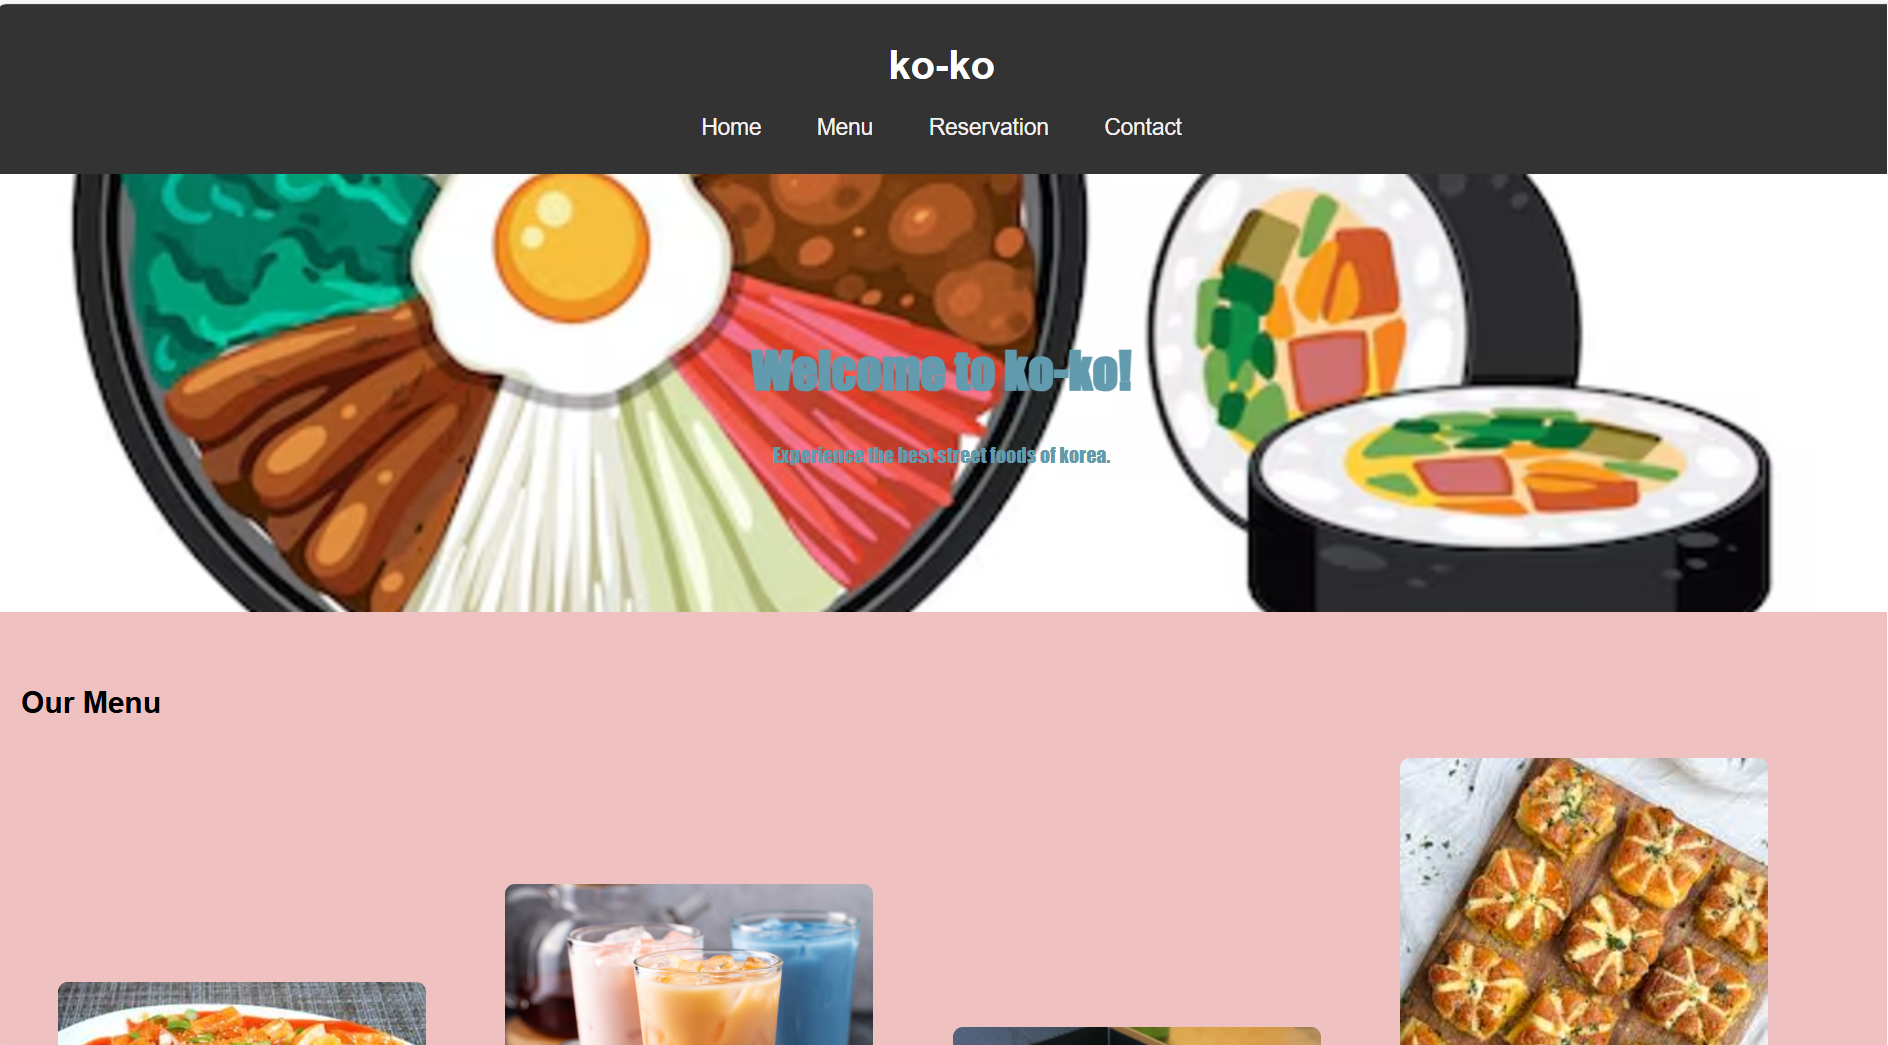 ko-ko
Home Menu Reservation Contact
Welcome to ko-ko!
Experience the best street foods of korea.
Our Menu